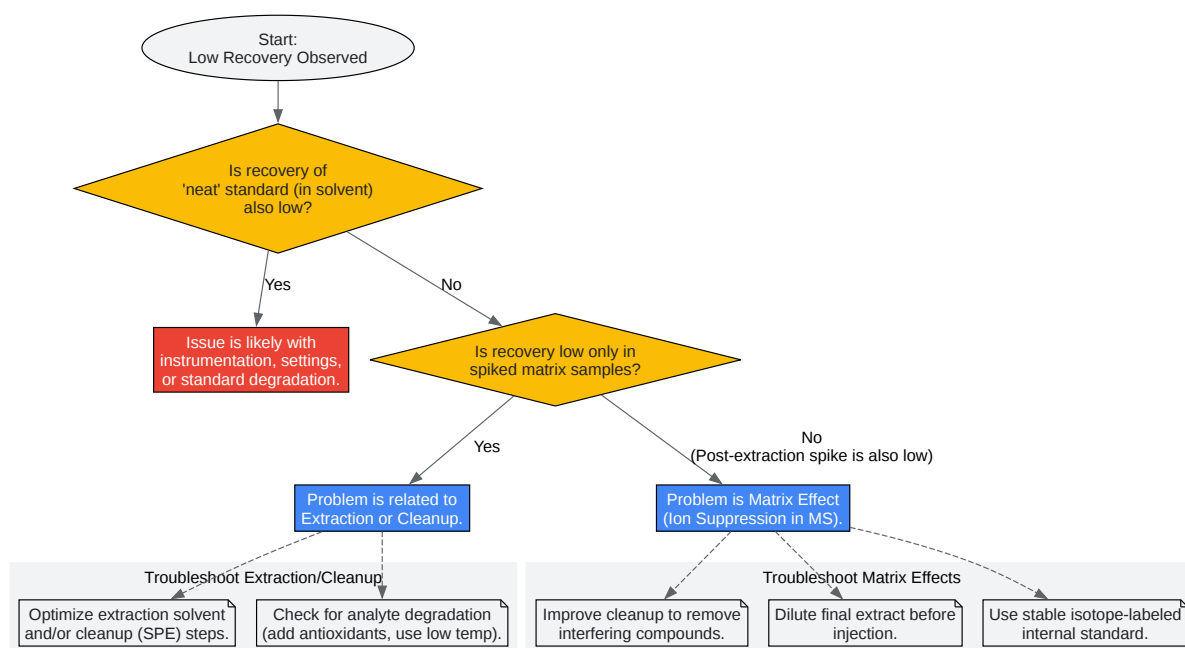 Start:
Low Recovery Observed
Is recovery of
'neat' standard (in solvent)
also low?
Yes
No
Issue is likely with
instrumentation, settings,
or standard degradation.
Is recovery low only in
spiked matrix samples?
Yes
No
(Post-extraction spike is also low)
Problem is related to
Extraction or Cleanup.
Problem is Matrix Effect
(Ion Suppression in MS).
Troubleshoot Extraction/Cleanup
Optimize extraction solvent
and/or cleanup (SPE) steps.
Check for analyte degradation
(add antioxidants, use low temp).
Troubleshoot Matrix Effects
Improve cleanup to remove
interfering compounds.
Dilute final extract before
injection.
Use stable isotope-labeled
internal standard.